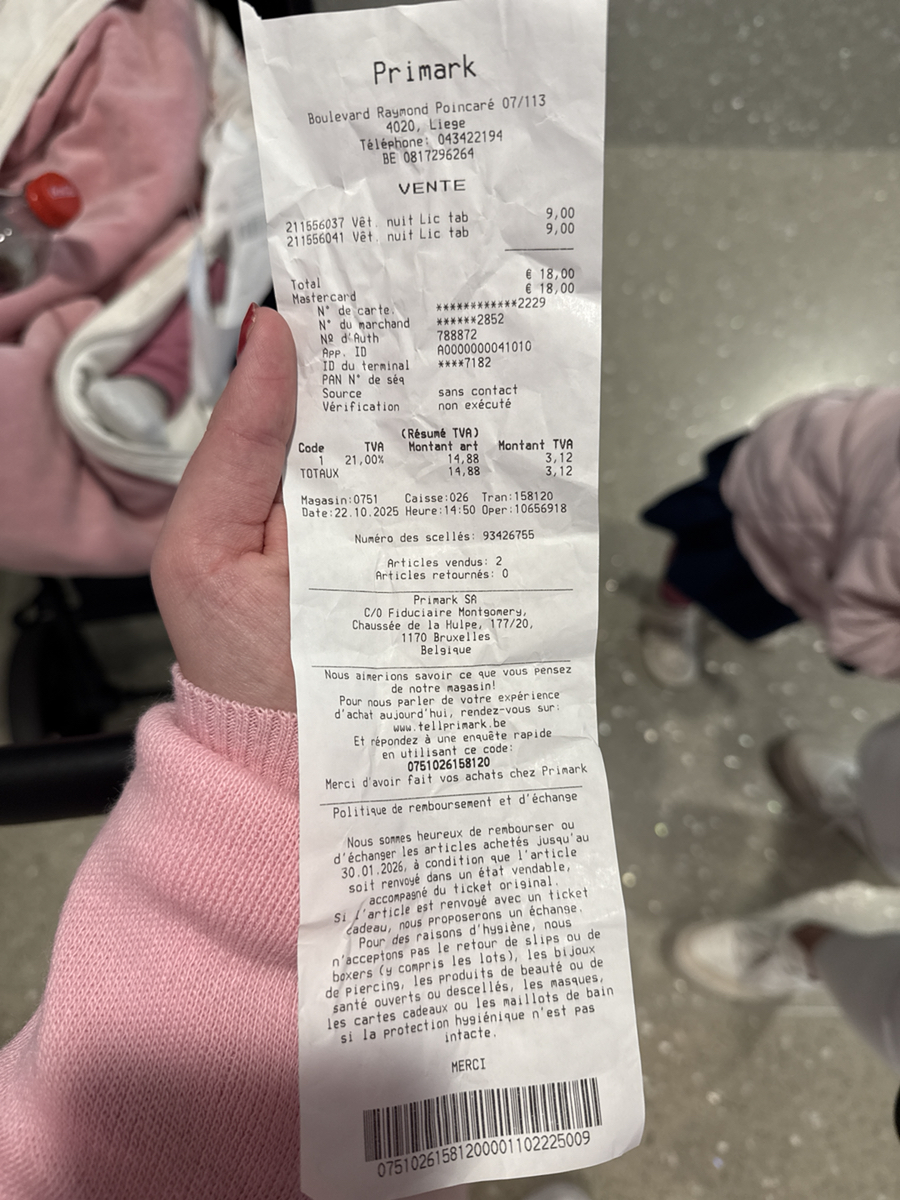 Primark
Boulevard Raymond Poincaré 07/113
4020, Liege
Téléphone: 043422194
BE 0817296264
VENTE
211556037 Vêt. nuit Lic tab 9,00
211556041 Vêt. nuit Lic tab 9,00
Total € 18,00
Mastercard € 18,00
N° de carte. ************2229
N° du marchand ******2852
Nº d'Auth 788872
App. ID A0000000041010
ID du terminal ****7182
PAN N° de séq
Source sans contact
Vérification non exécuté
(Résumé TVA)
Code TVA Montant art Montant TVA
1 21,00% 14,88 3,12
TOTAUX 14,88 3,12
Magasin:0751 Caisse:026 Tran:158120
Date:22.10.2025 Heure:14:50 Oper:10656918
Numéro des scellés: 93426755
Articles vendus: 2
Articles retournés: 0
Primark SA
C/O Fiduciaire Montgomery,
Chaussée de la Hulpe, 177/20,
1170 Bruxelles
Belgique
Nous aimerions savoir ce que vous pensez
de notre magasin!
Pour nous parler de votre expérience
d'achat aujourd'hui, rendez-vous sur:
www.tellprimark.be
Et répondez à une enquête rapide
en utilisant ce code:
0751026158120
Merci d'avoir fait vos achats chez Primark
Politique de remboursement et d'échange
Nous sommes heureux de rembourser ou
d'échanger les articles achetés jusqu'au
30.01.2026, à condition que l'article
soit renvoyé dans un état vendable,
accompagné du ticket original.
Si l'article est renvoyé avec un ticket
cadeau, nous proposerons un échange.
Pour des raisons d'hygiène, nous
n'acceptons pas le retour de slips ou de
boxers (y compris les lots), les bijoux
de piercing, les produits de beauté ou de
santé ouverts ou descellés, les masques,
les cartes cadeaux ou les maillots de bain
si la protection hygiénique n'est pas
intacte.
MERCI
07510261581200001102225009